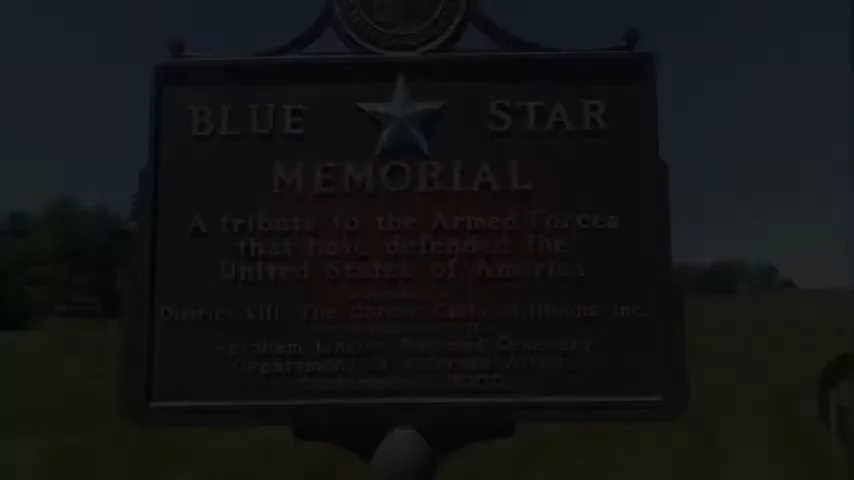 BLUE STAR
MEMORIAL
A tribute to the Armed Forces
that have defended the
United States of America
District VIII, The Garden Clubs of Illinois, Inc.
Abraham Lincoln National Cemetery
Department of Veterans Affairs